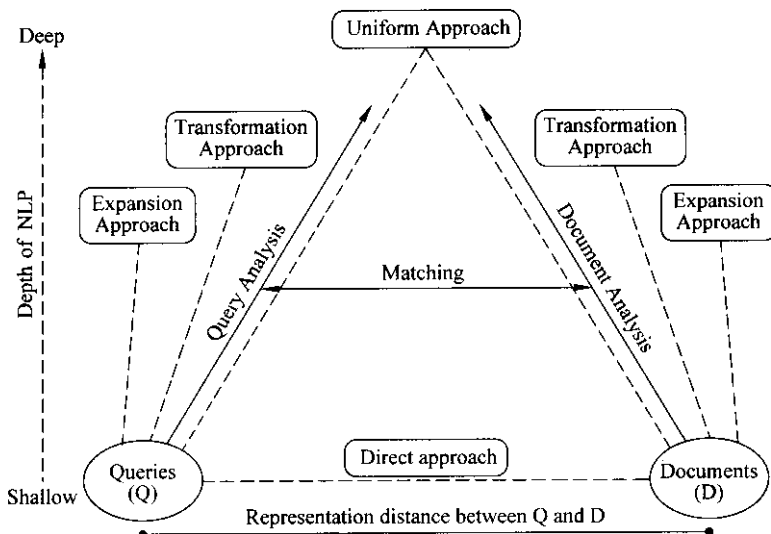 Deep
Uniform Approach
Transformation
Approach
Transformation
Approach
Expansion
Approach
Expansion
Approach
Depth of NLP
Query Analysis
Document Analysis
Matching
Direct approach
Queries
(Q)
Documents
(D)
Shallow
Representation distance between Q and D